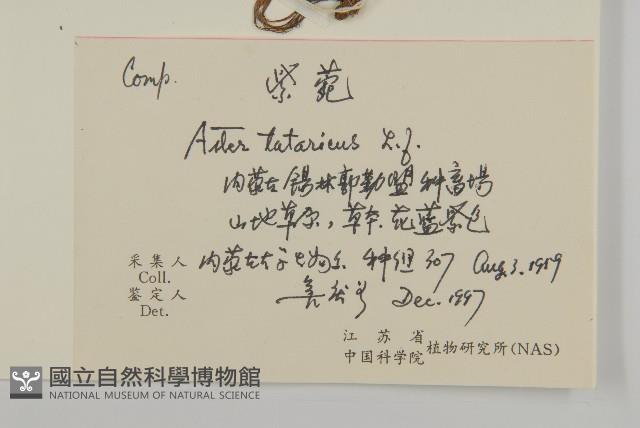 Comp. 紫菀
Aster tataricus L.f.
内蒙古锡林郭勒盟种畜場
山地草原，草本 花蓝紫色
采集人 内蒙古大子生物系 种组 307 Aug. 3. 1979
Coll.
鉴定人 Dec. 1997
Det.
江苏省
中国科学院植物研究所(NAS)
國立自然科學博物館
NATIONAL MUSEUM OF NATURAL SCIENCE